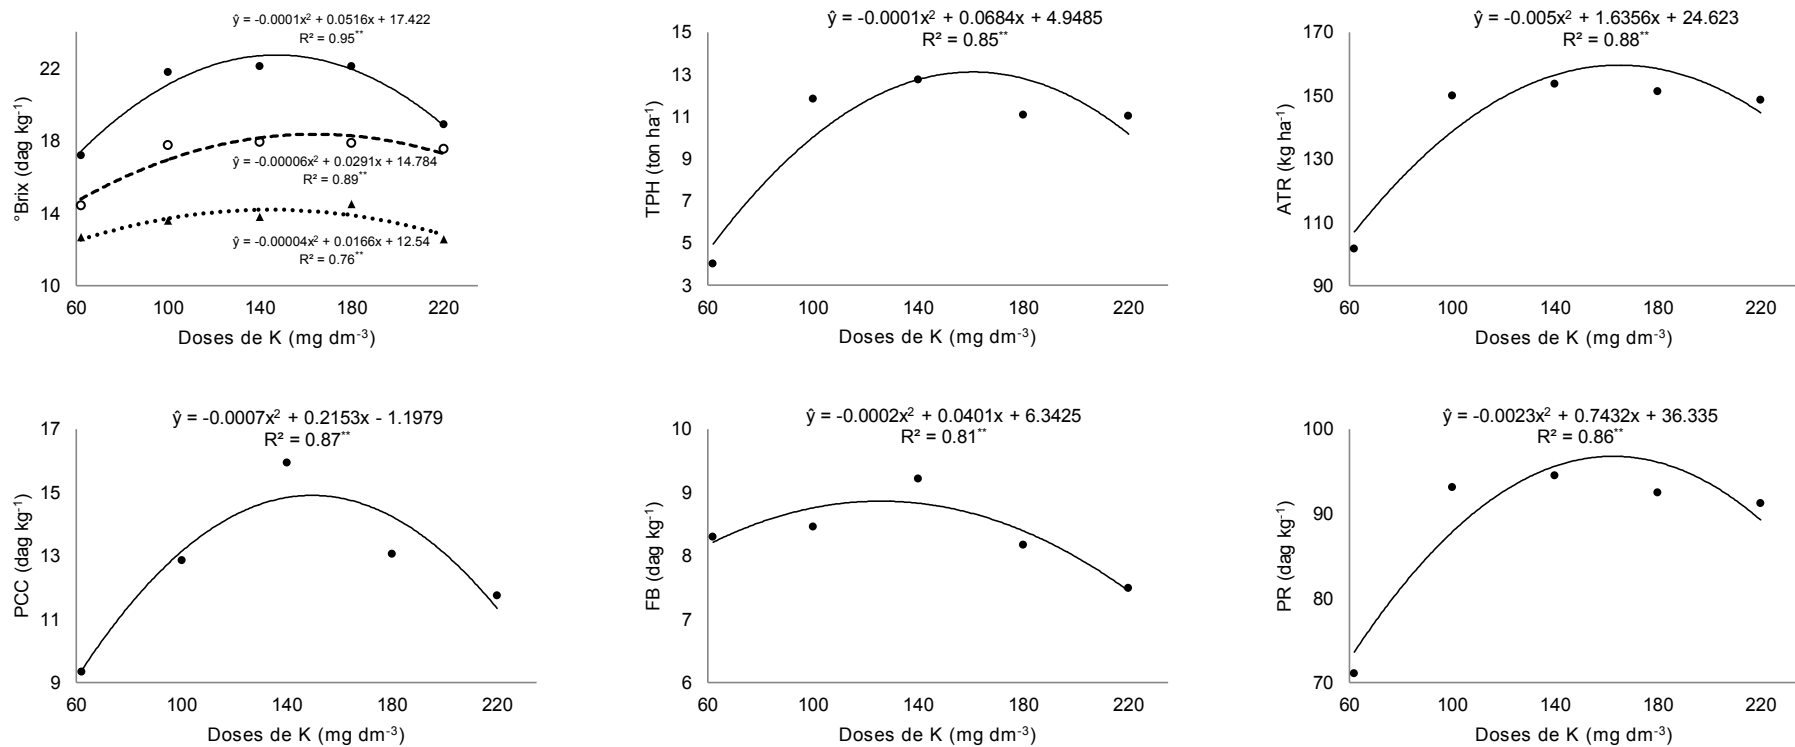 ŷ = -0.0001x² + 0.0516x + 17.422
R² = 0.95**
ŷ = -0.00006x² + 0.0291x + 14.784
R² = 0.89**
ŷ = -0.00004x² + 0.0166x + 12.54
R² = 0.76**
°Brix (dag kg⁻¹)
22
18
14
10
60 100 140 180 220
Doses de K (mg dm⁻³)
ŷ = -0.0001x² + 0.0684x + 4.9485
R² = 0.85**
TPH (ton ha⁻¹)
15
13
11
9
7
5
3
60 100 140 180 220
Doses de K (mg dm⁻³)
ŷ = -0.005x² + 1.6356x + 24.623
R² = 0.88**
ATR (kg ha⁻¹)
170
150
130
110
90
60 100 140 180 220
Doses de K (mg dm⁻³)
ŷ = -0.0007x² + 0.2153x - 1.1979
R² = 0.87**
PCC (dag kg⁻¹)
17
15
13
11
9
60 100 140 180 220
Doses de K (mg dm⁻³)
ŷ = -0.0002x² + 0.0401x + 6.3425
R² = 0.81**
FB (dag kg⁻¹)
10
9
8
7
6
60 100 140 180 220
Doses de K (mg dm⁻³)
ŷ = -0.0023x² + 0.7432x + 36.335
R² = 0.86**
PR (dag kg⁻¹)
100
90
80
70
60 100 140 180 220
Doses de K (mg dm⁻³)